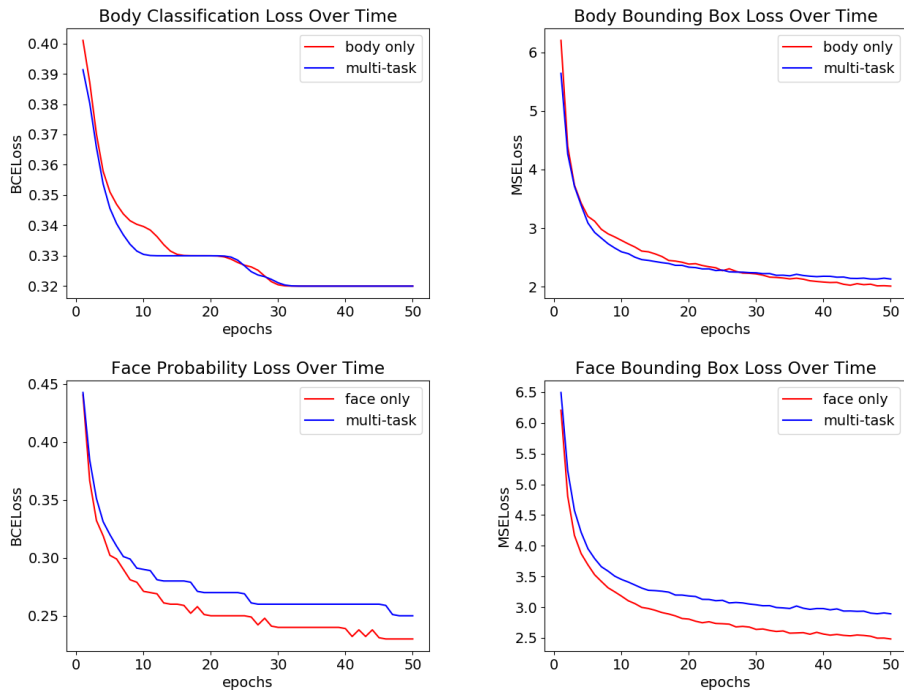 Body Classification Loss Over Time
BCELoss
0.40
0.39
0.38
0.37
0.36
0.35
0.34
0.33
0.32
body only
multi-task
0 10 20 30 40 50
epochs
Body Bounding Box Loss Over Time
MSELoss
6
5
4
3
2
body only
multi-task
0 10 20 30 40 50
epochs
Face Probability Loss Over Time
BCELoss
0.45
0.40
0.35
0.30
0.25
face only
multi-task
0 10 20 30 40 50
epochs
Face Bounding Box Loss Over Time
MSELoss
6.5
6.0
5.5
5.0
4.5
4.0
3.5
3.0
2.5
face only
multi-task
0 10 20 30 40 50
epochs